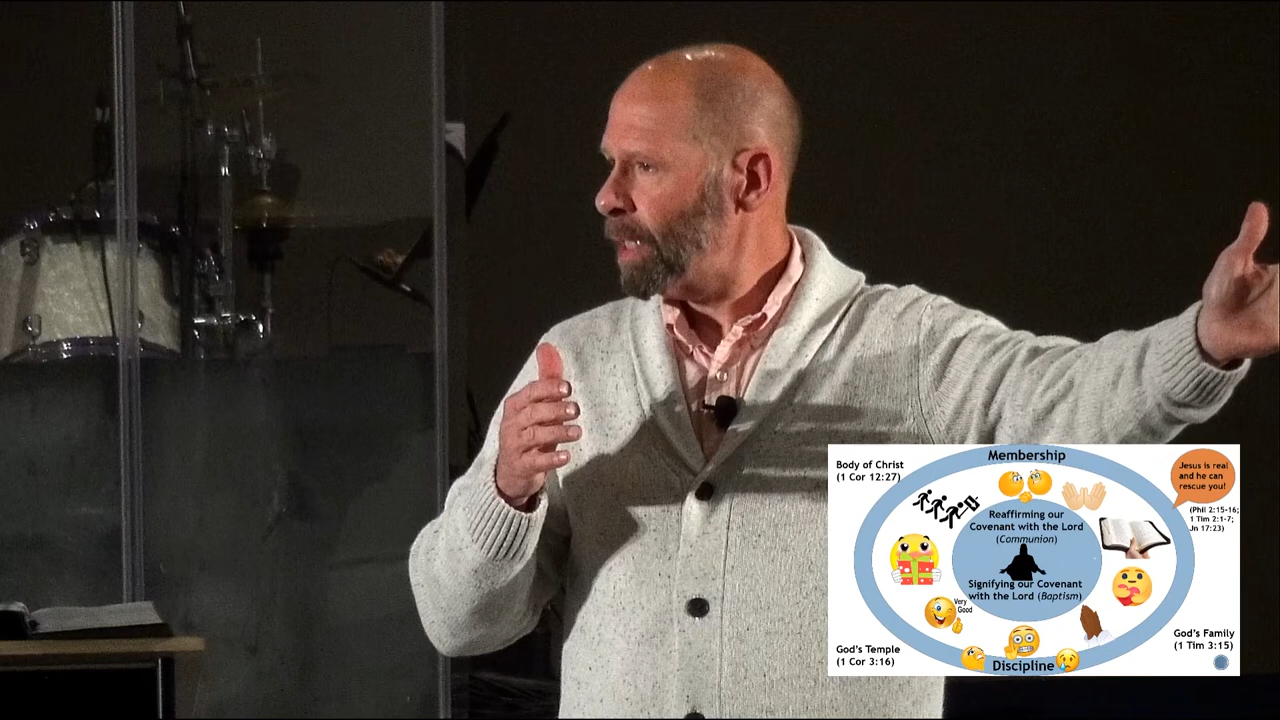 Membership
Body of Christ
(1 Cor 12:27)
Jesus is real
and he can
rescue you!
(Phil 2:15-16;
1 Tim 2:1-7;
Jn 17:23)
Reaffirming our
Covenant with the Lord
(Communion)
Signifying our Covenant
with the Lord (Baptism)
Very
Good
God's Temple
(1 Cor 3:16)
God's Family
(1 Tim 3:15)
Discipline